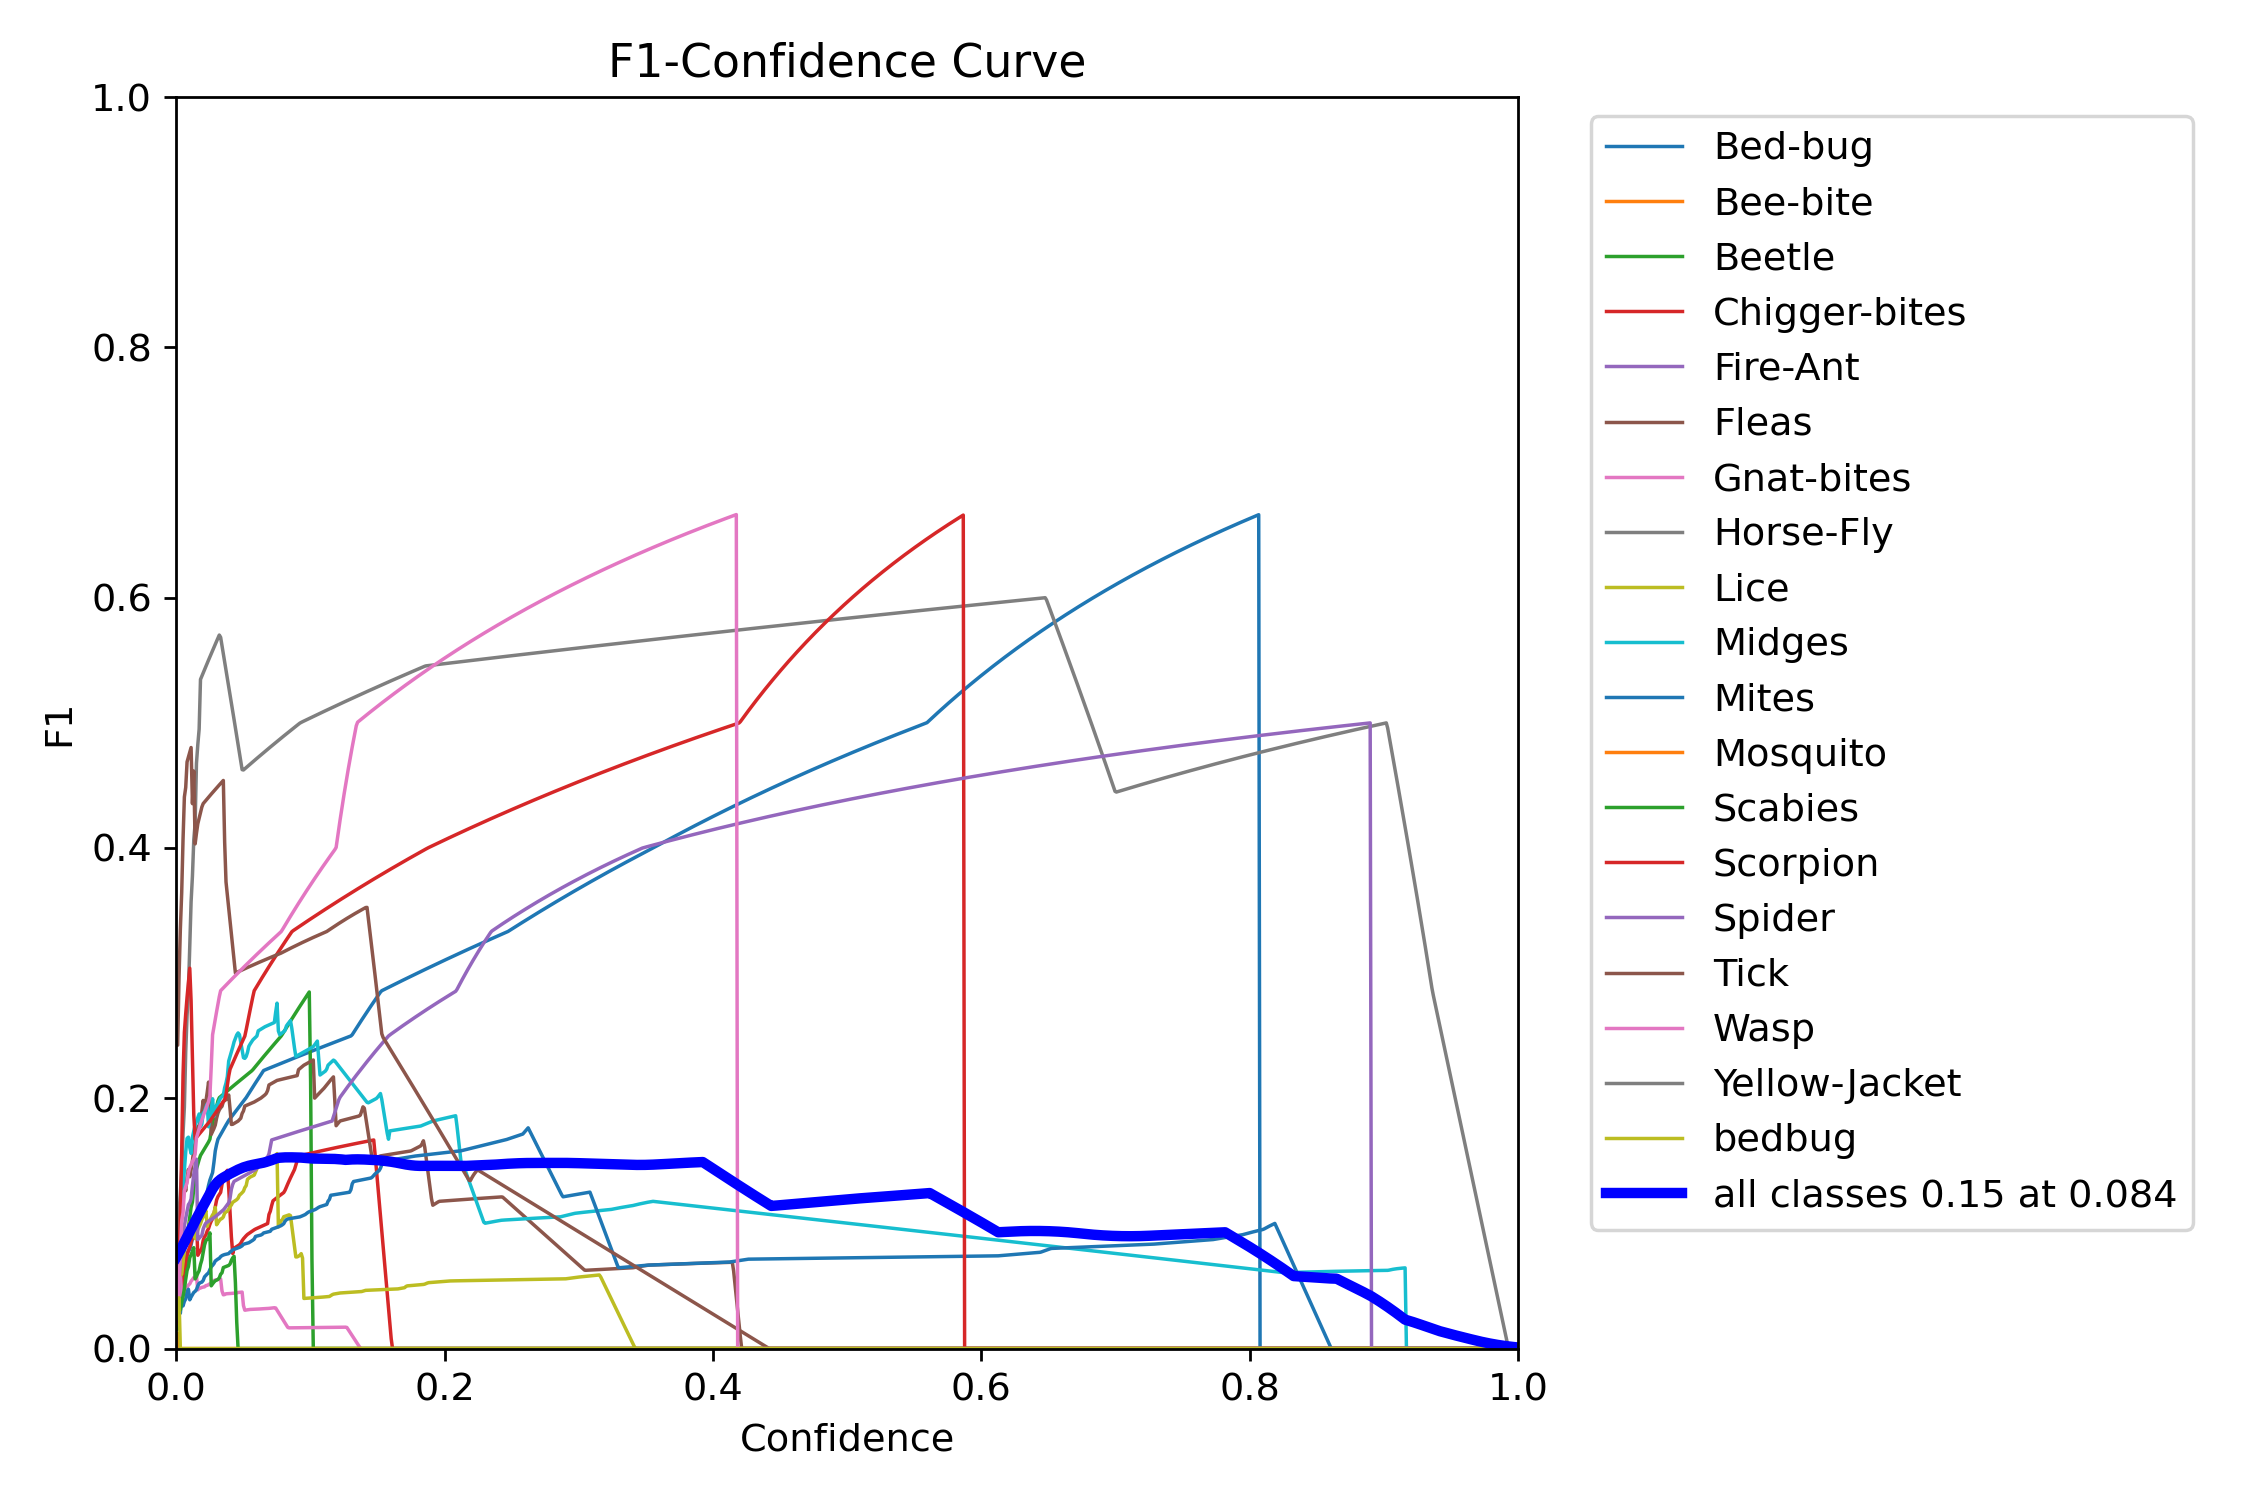 F1-Confidence Curve
1.0
0.8
0.6
0.4
0.2
0.0
F1
0.0 0.2 0.4 0.6 0.8 1.0
Confidence
Bed-bug
Bee-bite
Beetle
Chigger-bites
Fire-Ant
Fleas
Gnat-bites
Horse-Fly
Lice
Midges
Mites
Mosquito
Scabies
Scorpion
Spider
Tick
Wasp
Yellow-Jacket
bedbug
all classes 0.15 at 0.084